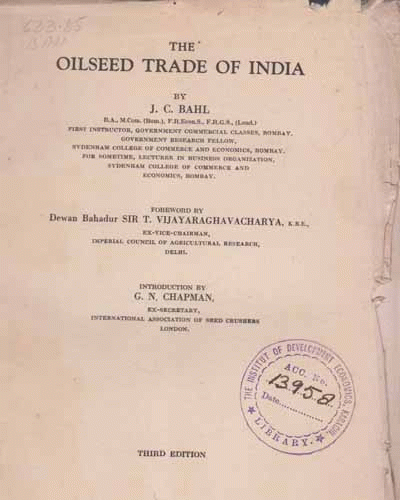 633.85
BAH
THE
OILSEED TRADE OF INDIA
BY
J. C. BAHL
B.A., M.Com. (Bom.), F.R.Econ.S., F.R.G.S., (Lond.)
FIRST INSTRUCTOR, GOVERNMENT COMMERCIAL CLASSES, BOMBAY.
GOVERNMENT RESEARCH FELLOW,
SYDENHAM COLLEGE OF COMMERCE AND ECONOMICS, BOMBAY.
FOR SOMETIME, LECTURER IN BUSINESS ORGANIZATION,
SYDENHAM COLLEGE OF COMMERCE AND
ECONOMICS, BOMBAY.
FOREWORD BY
Dewan Bahadur SIR T. VIJAYARAGHAVACHARYA, K.B.E.,
EX-VICE-CHAIRMAN,
IMPERIAL COUNCIL OF AGRICULTURAL RESEARCH,
DELHI.
INTRODUCTION BY
G. N. CHAPMAN,
EX-SECRETARY,
INTERNATIONAL ASSOCIATION OF SEED CRUSHERS
LONDON.
THE INSTITUTE OF DEVELOPMENT ECONOMICS, KARACHI
ACC. No.
13958
Date..............
LIBRARY.
THIRD EDITION